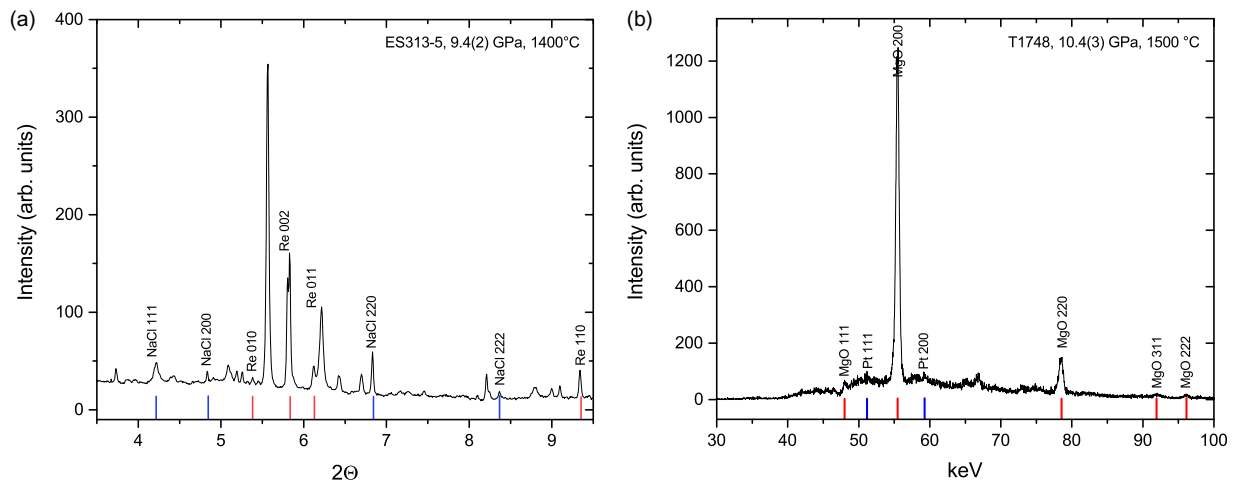 (a)
ES313-5, 9.4(2) GPa, 1400°C
Intensity (arb. units)
400
300
200
100
0
NaCl 111
NaCl 200
Re 010
Re 002
Re 011
NaCl 220
NaCl 222
Re 110
4
5
6
7
8
9
2Θ
(b)
T1748, 10.4(3) GPa, 1500 °C
Intensity (arb. units)
1200
1000
800
600
400
200
0
MgO 111
Pt 111
MgO 200
Pt 200
MgO 220
MgO 311
MgO 222
30
40
50
60
70
80
90
100
keV